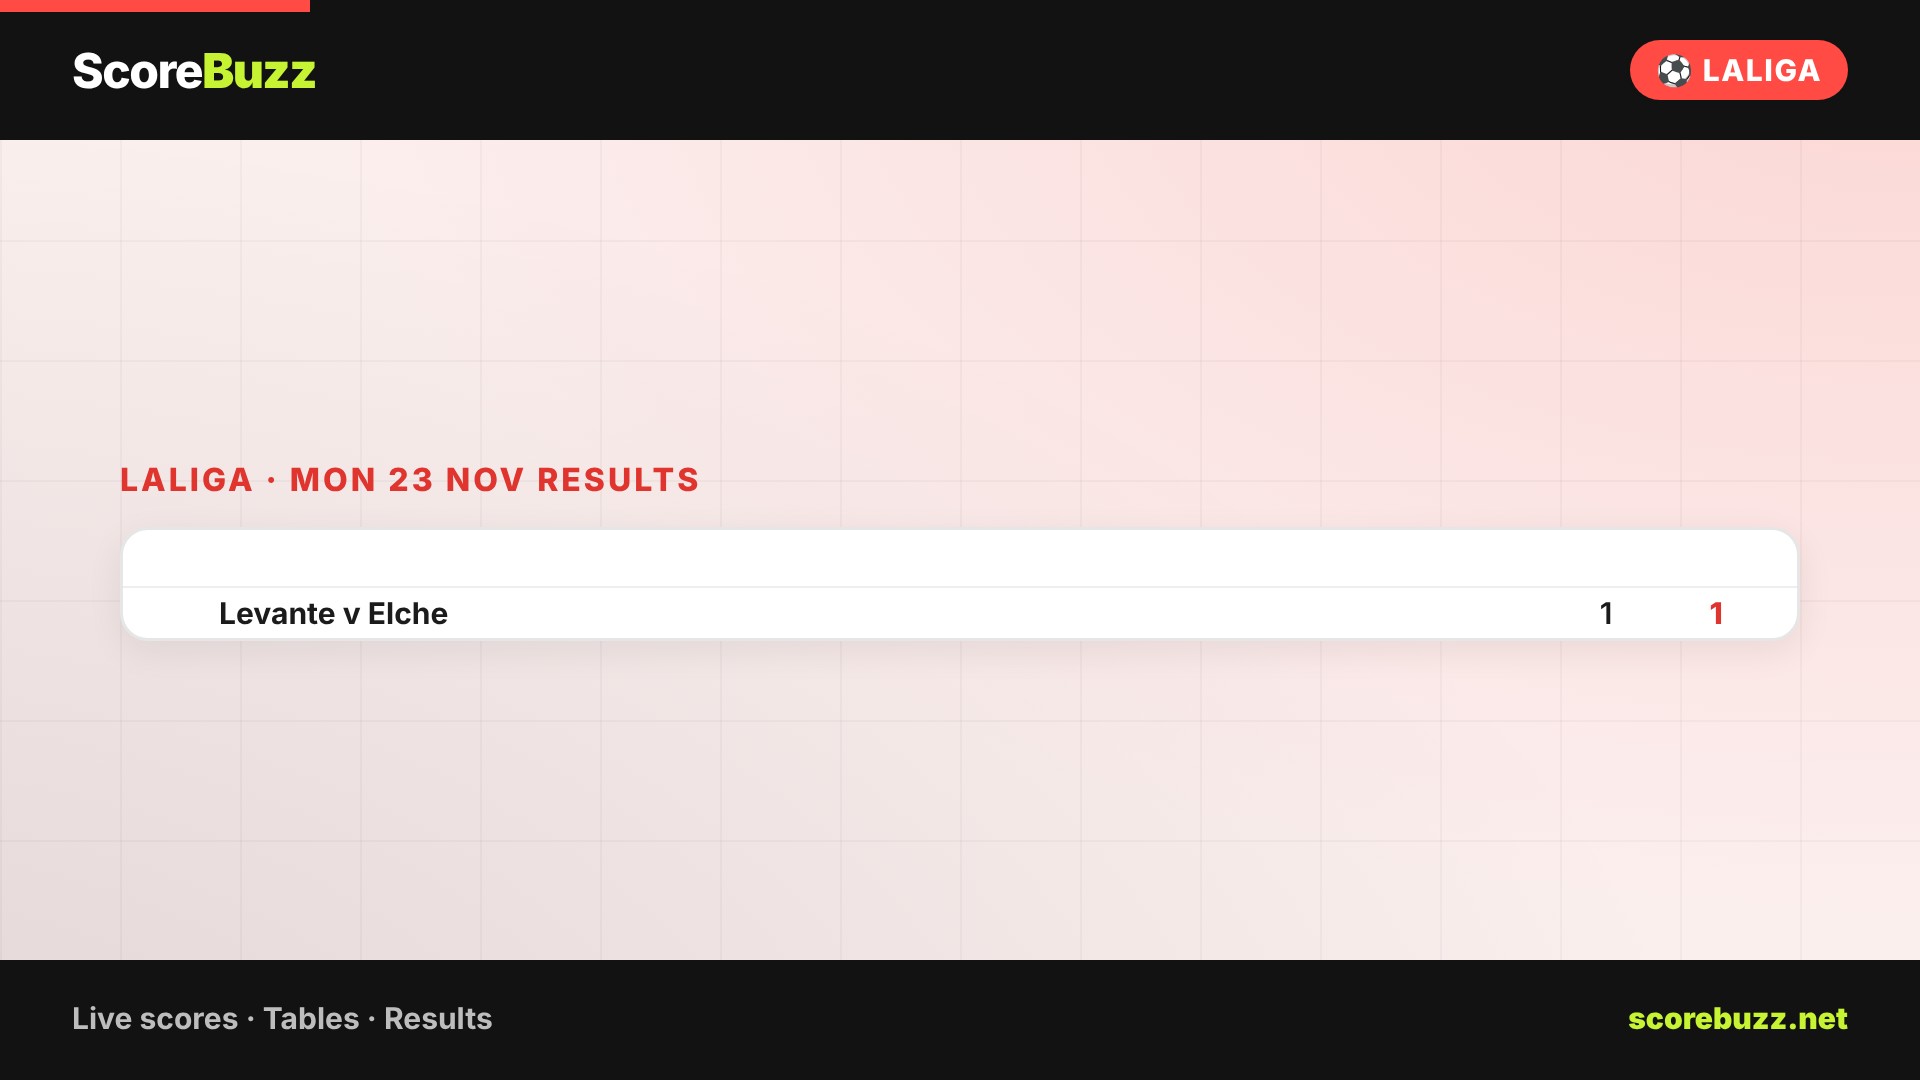 ScoreBuzz
⚽ LALIGA
LALIGA · MON 23 NOV RESULTS
Levante v Elche 1 1
Live scores · Tables · Results
scorebuzz.net